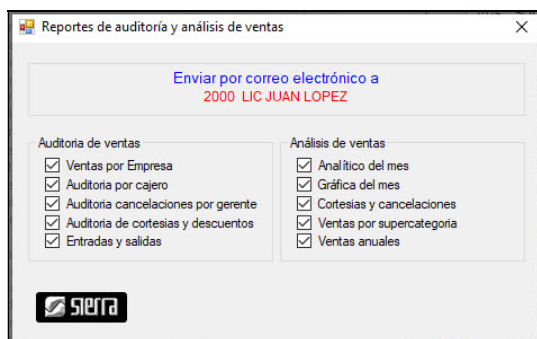 Reportes de auditoría y análisis de ventas
Enviar por correo electrónico a
2000 LIC JUAN LOPEZ
Auditoria de ventas
Ventas por Empresa
Auditoria por cajero
Auditoria cancelaciones por gerente
Auditoria de cortesias y descuentos
Entradas y salidas
Análisis de ventas
Analítico del mes
Gráfica del mes
Cortesias y cancelaciones
Ventas por supercategoria
Ventas anuales
sierra